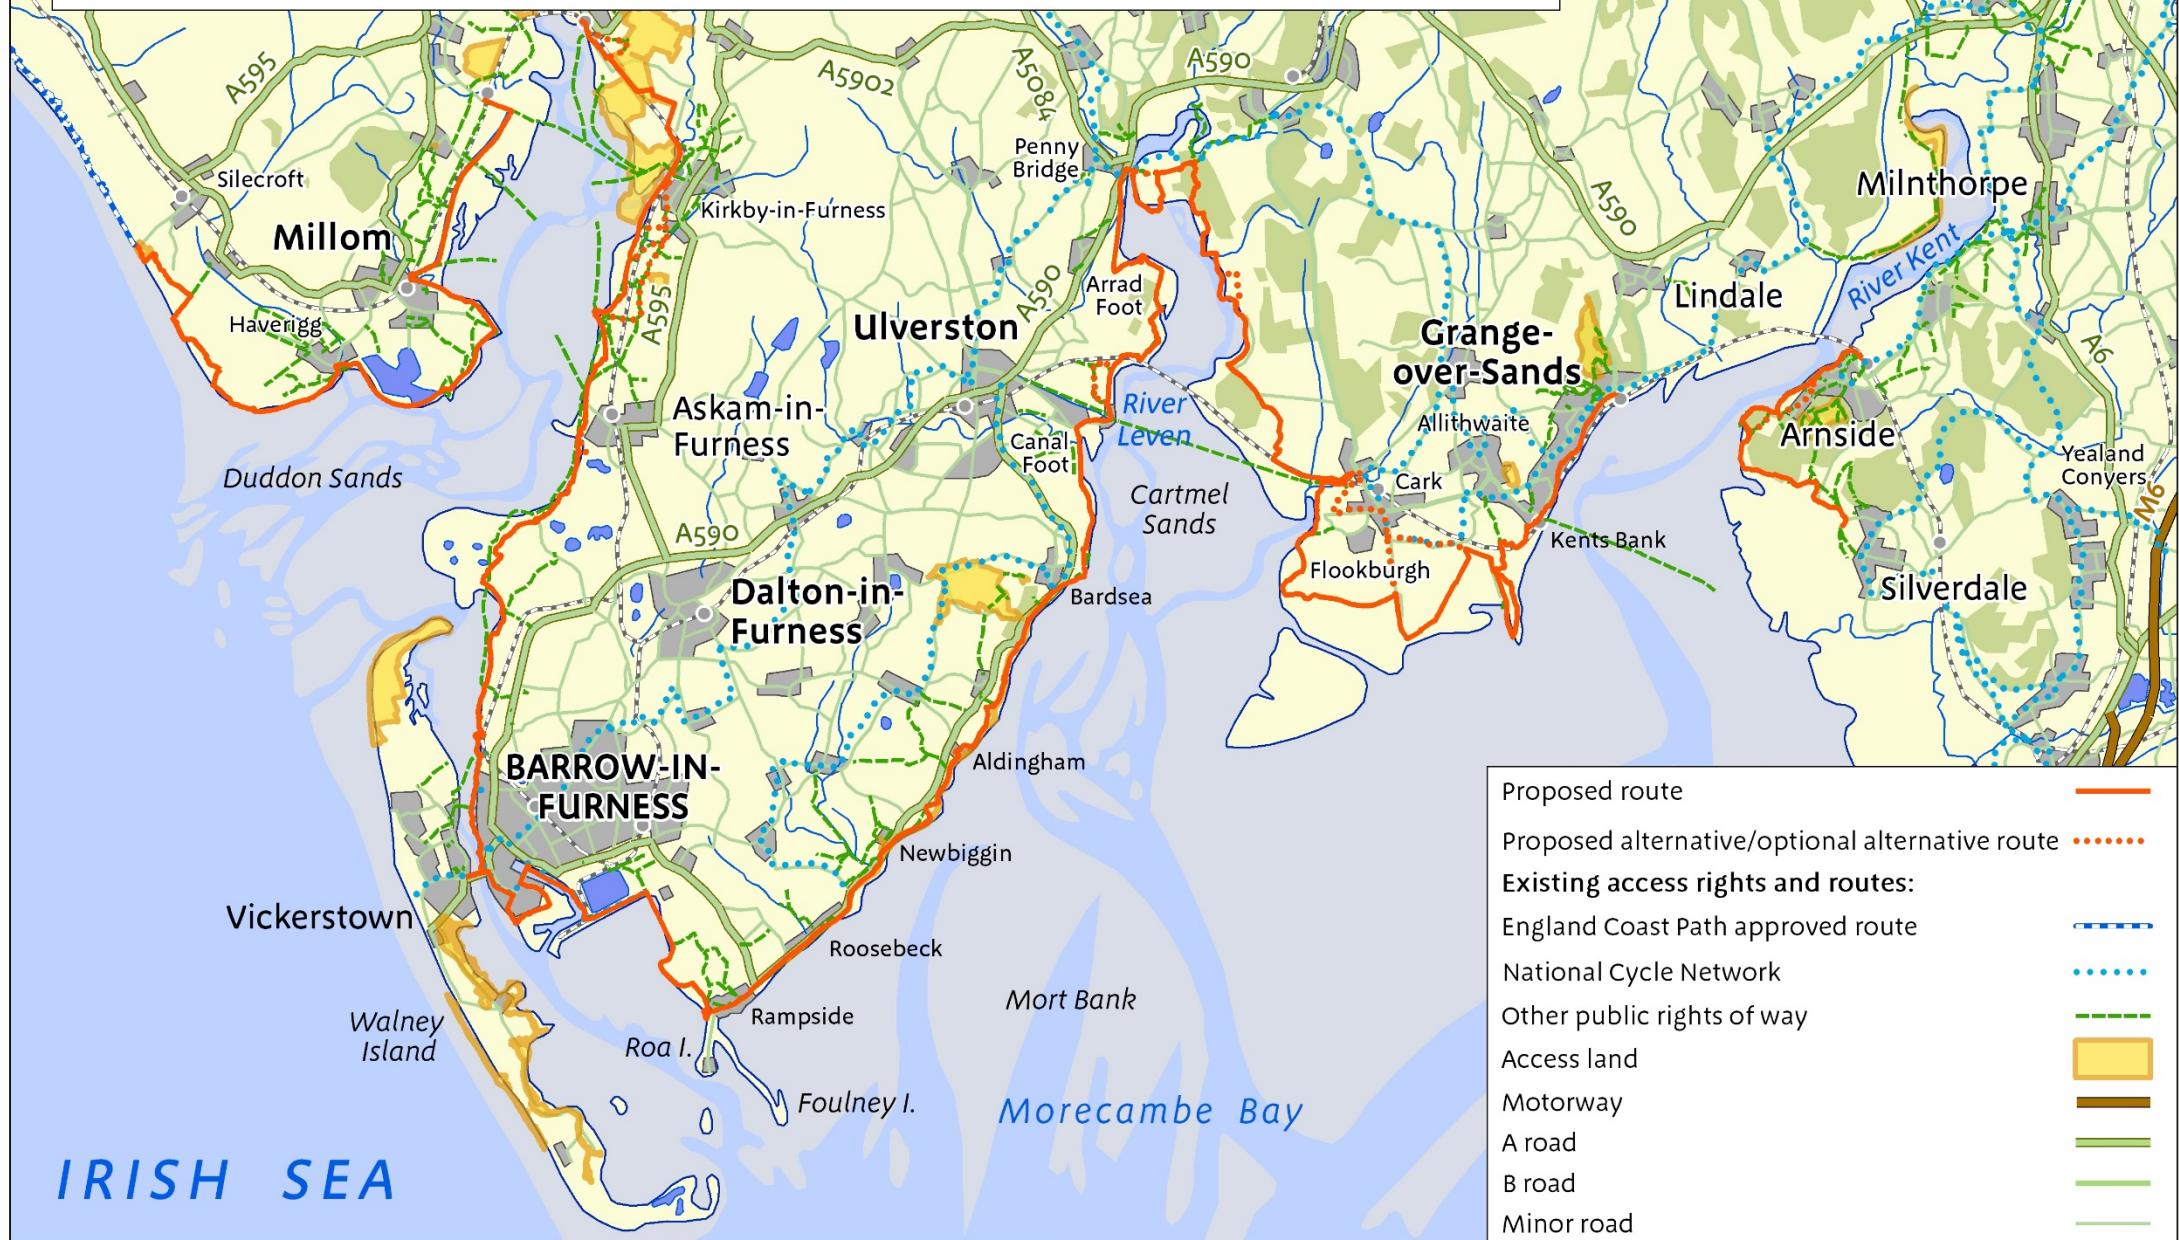 A595
A5902
A5084
A590
Penny
Bridge
Silecroft
Millom
Kirkby-in-Furness
A590
Milnthorpe
River Kent
Haverigg
A595
Ulverston
A590
Arrad
Foot
Grange-
over-Sands
Lindale
A6
Askam-in-
Furness
River
Leven
Allithwaite
Arnside
Canal
Foot
Yealand
Conyers
Duddon Sands
Cartmel
Sands
Cark
M6
A590
Kents Bank
Flookburgh
Dalton-in-
Furness
Bardsea
Silverdale
BARROW-IN-
FURNESS
Aldingham
Newbiggin
Vickerstown
Roosebeck
Walney
Island
Rampside
Mort Bank
Roa I.
Foulney I.
Morecambe Bay
IRISH SEA
Proposed route
Proposed alternative/optional alternative route
Existing access rights and routes:
England Coast Path approved route
National Cycle Network
Other public rights of way
Access land
Motorway
A road
B road
Minor road